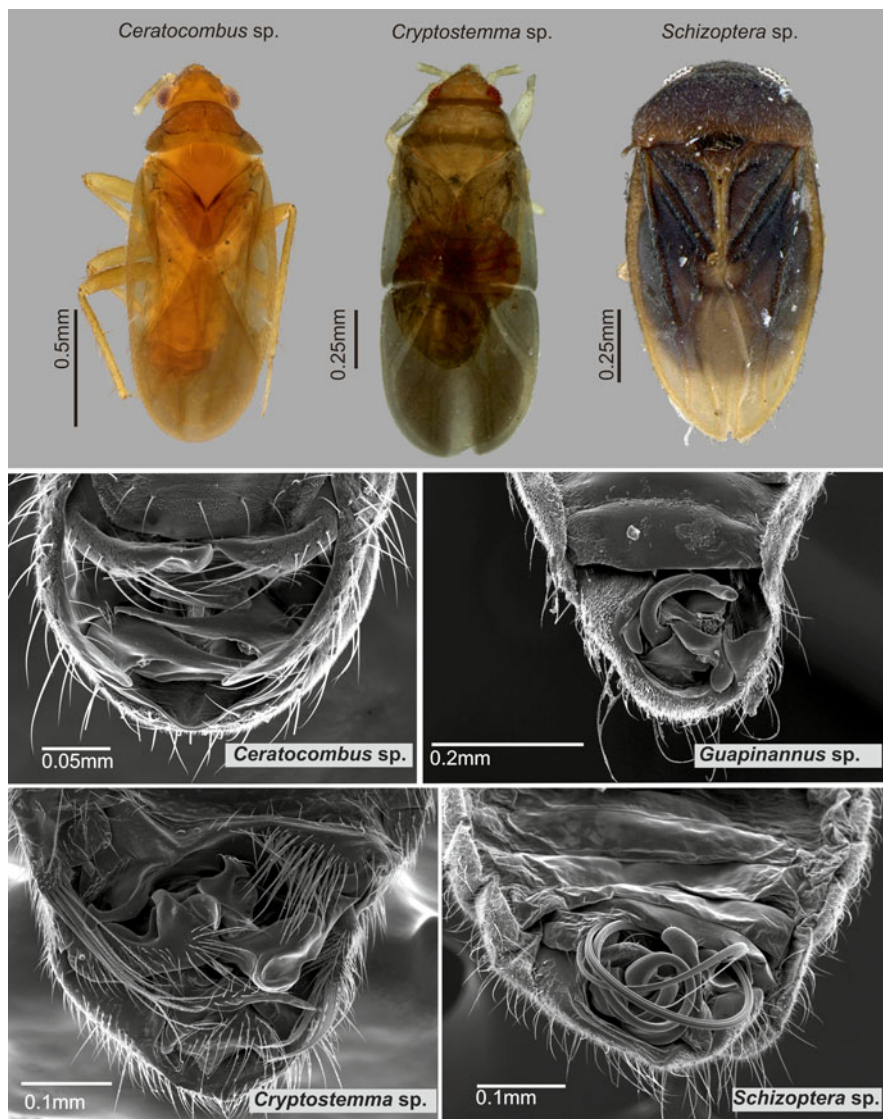 Ceratocombus sp.
Cryptostemma sp.
Schizoptera sp.
0.5mm
0.25mm
0.25mm
0.05mm
Ceratocombus sp.
0.2mm
Guapinannus sp.
0.1mm
Cryptostemma sp.
0.1mm
Schizoptera sp.